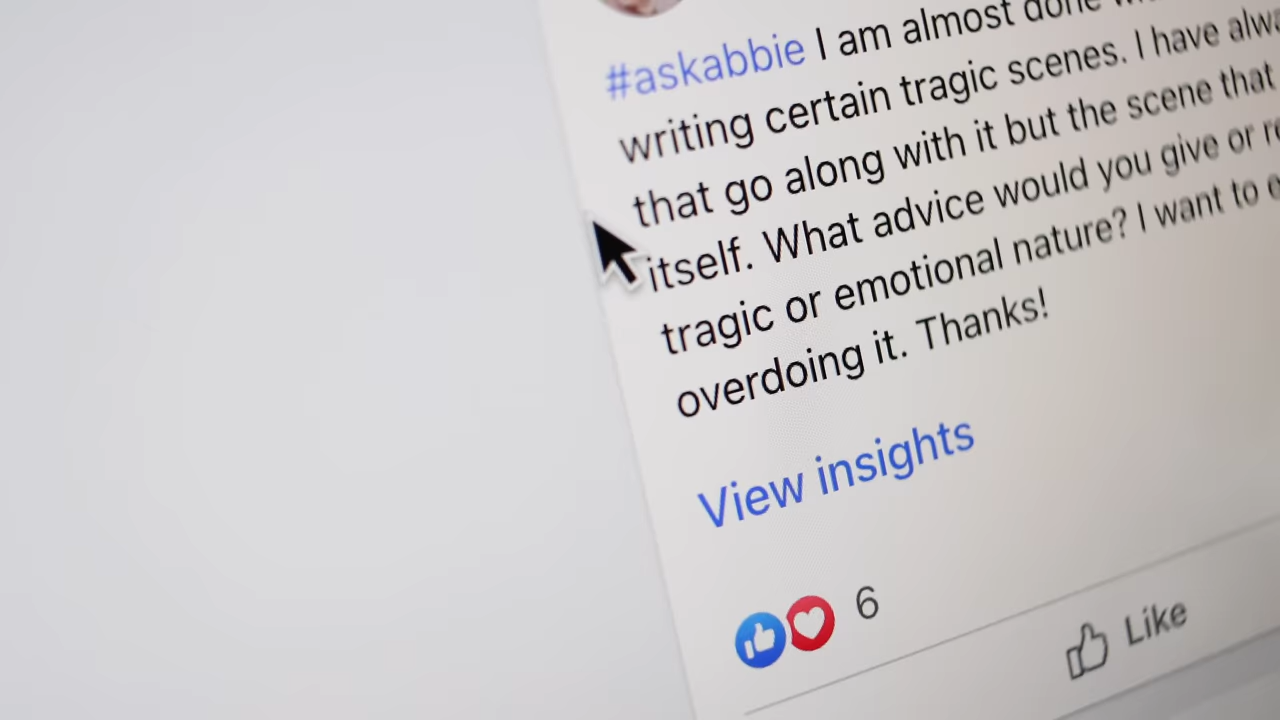 #askabbie I am almost done
writing certain tragic scenes. I have
that go along with it but the scene that
itself. What advice would you give or
tragic or emotional nature? I want to
overdoing it. Thanks!
View insights
6
Like